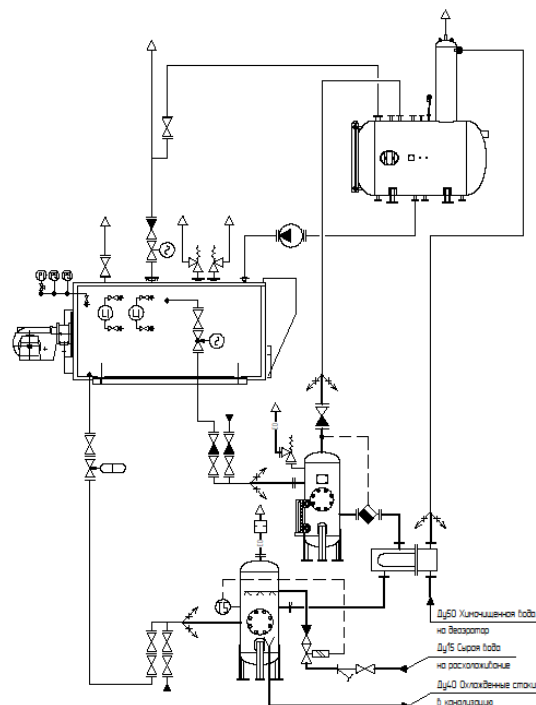 Ду50 Химочищенная вода
на деаэратор
Ду15 Сырая вода
на расхолаживание
Ду40 Охлажденные стоки
в канализацию